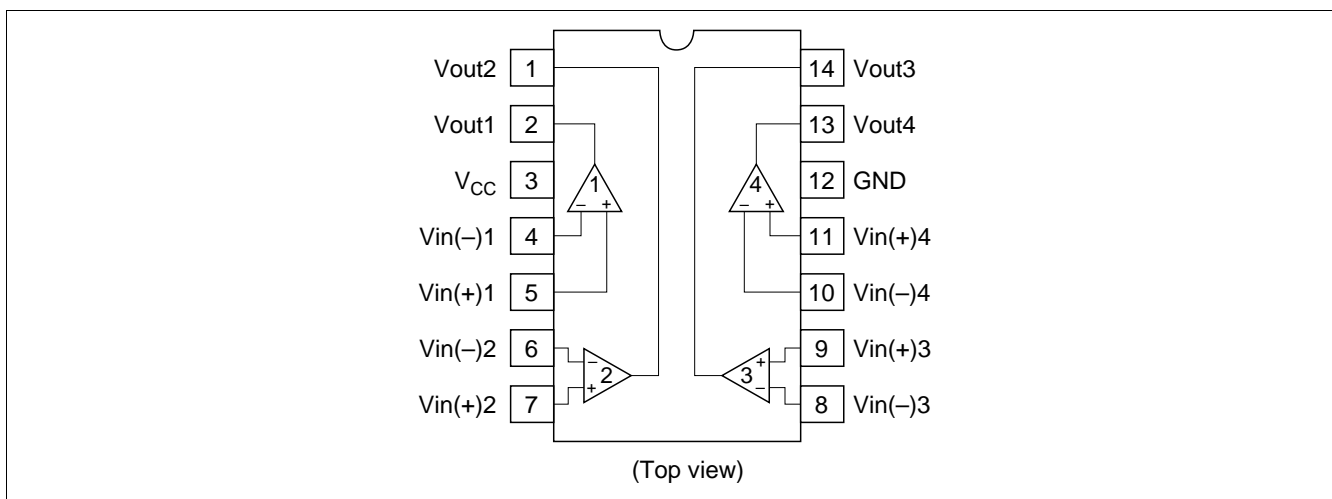 Vout2 1 14 Vout3
Vout1 2 13 Vout4
VCC 3 1 4 12 GND
– + – +
Vin(–)1 4 11 Vin(+)4
Vin(+)1 5 10 Vin(–)4
Vin(–)2 6 – + 9 Vin(+)3
2 3
Vin(+)2 7 + – 8 Vin(–)3
(Top view)